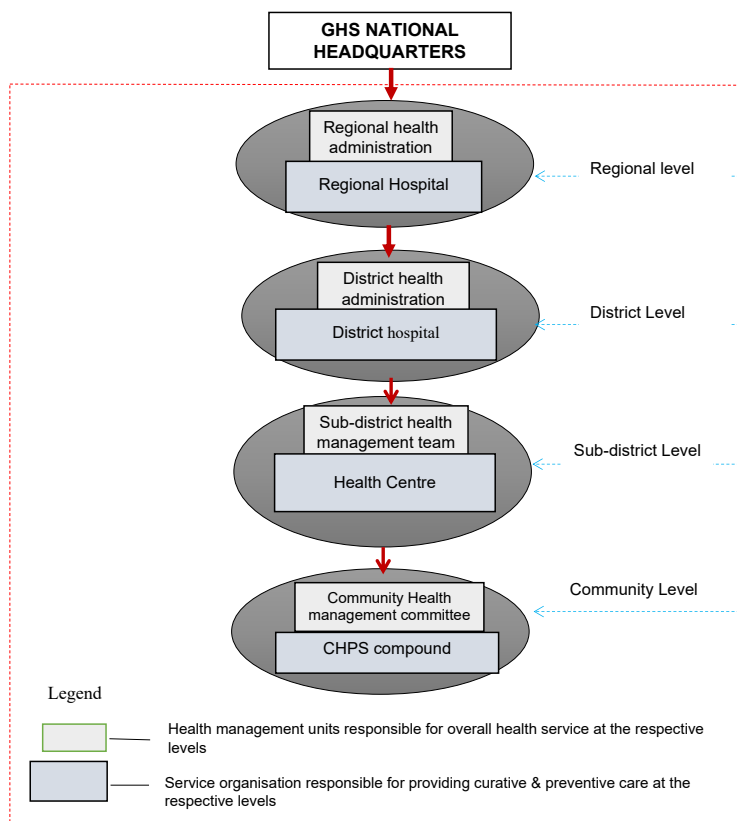 GHS NATIONAL
HEADQUARTERS
Regional health
administration
Regional Hospital
Regional level
District health
administration
District hospital
District Level
Sub-district health
management team
Health Centre
Sub-district Level
Community Health
management committee
CHPS compound
Community Level
Legend
Health management units responsible for overall health service at the respective
levels
Service organisation responsible for providing curative & preventive care at the
respective levels